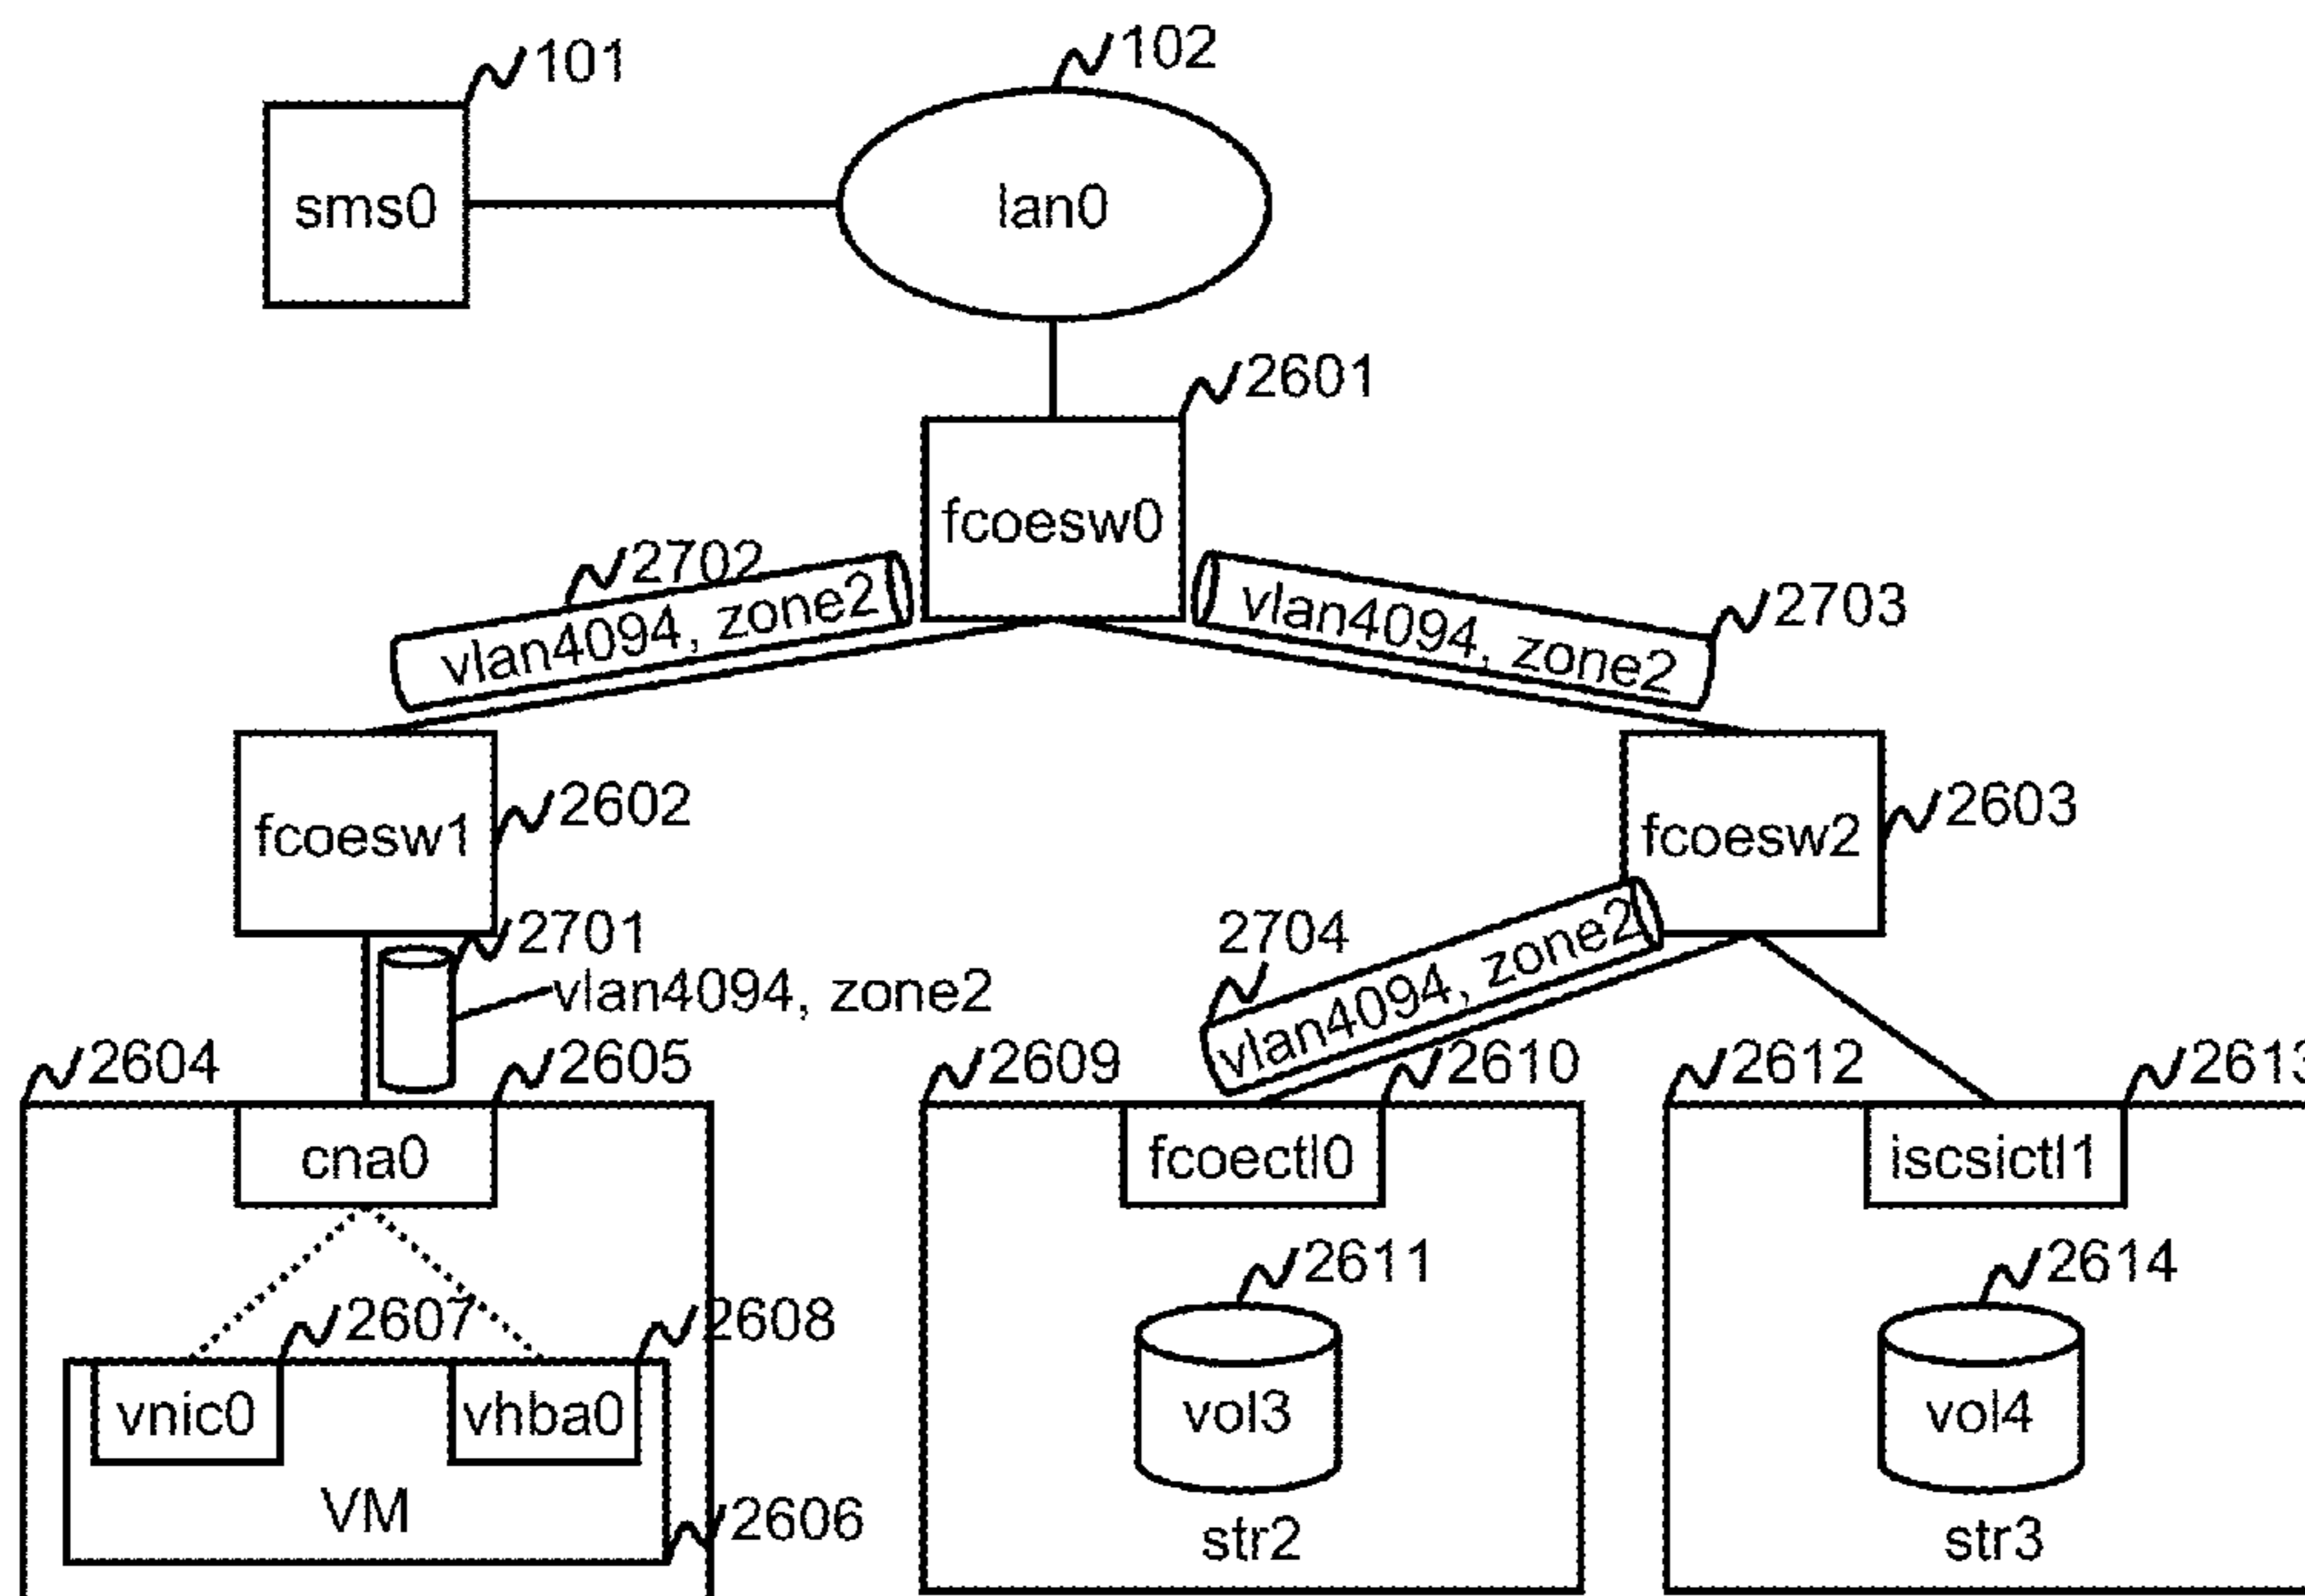 101
102
sms0
lan0
2601
fcoesw0
2702
vlan4094, zone2
vlan4094, zone2
2703
fcoesw1
2602
fcoesw2
2603
2701
vlan4094, zone2
2704
vlan4094, zone2
2604
2605
2609
2610
2612
2613
cna0
fcoectl0
iscsictl1
2607
2608
2611
2614
vnic0
vhba0
vol3
vol4
VM
2606
str2
str3